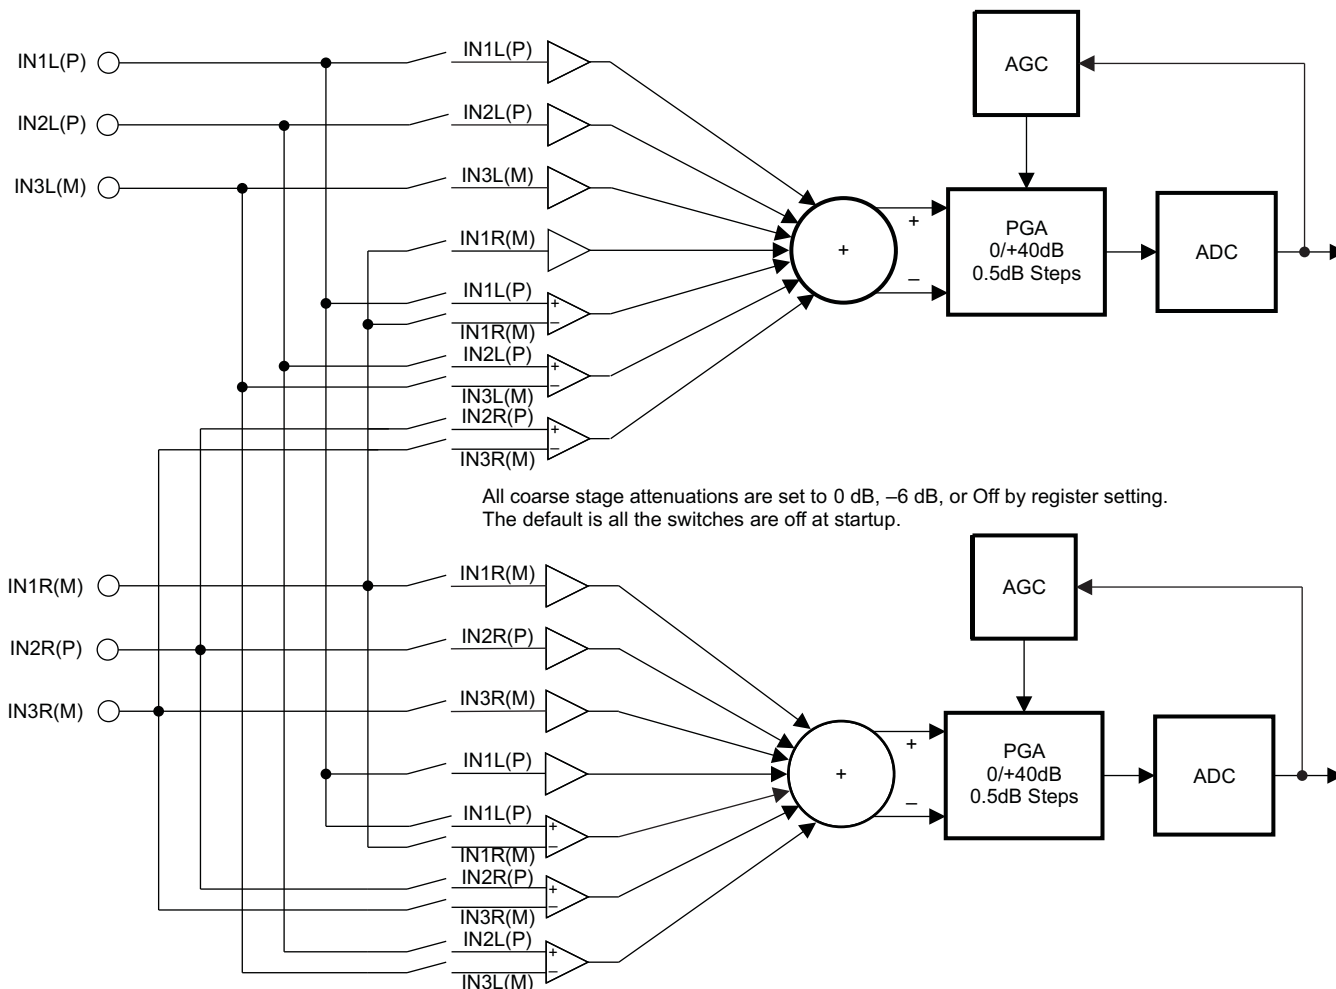 IN1L(P)
IN2L(P)
IN3L(M)
IN1L(P)
IN2L(P)
IN3L(M)
IN1R(M)
IN1L(P)
+
–
IN1R(M)
IN2L(P)
+
–
IN3L(M)
IN2R(P)
+
–
IN3R(M)
+
+
–
AGC
PGA
0/+40dB
0.5dB Steps
ADC
All coarse stage attenuations are set to 0 dB, –6 dB, or Off by register setting.
The default is all the switches are off at startup.
IN1R(M)
IN2R(P)
IN3R(M)
IN1R(M)
IN2R(P)
IN3R(M)
IN1L(P)
IN1L(P)
+
–
IN1R(M)
IN2R(P)
+
–
IN3R(M)
IN2L(P)
+
–
IN3L(M)
+
+
–
AGC
PGA
0/+40dB
0.5dB Steps
ADC